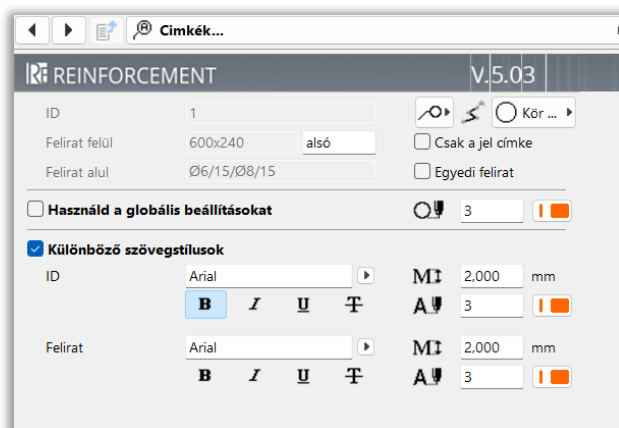 Cimkék...
REINFORCEMENT V.5.03
ID 1 Kör ...
Felirat felül 600x240 alsó Csak a jel címke
Felirat alul Ø6/15/Ø8/15 Egyedi felirat
Használd a globális beállításokat 3
Különböző szövegstílusok
ID Arial 2,000 mm
B I U T 3
Felirat Arial 2,000 mm
B I U T 3